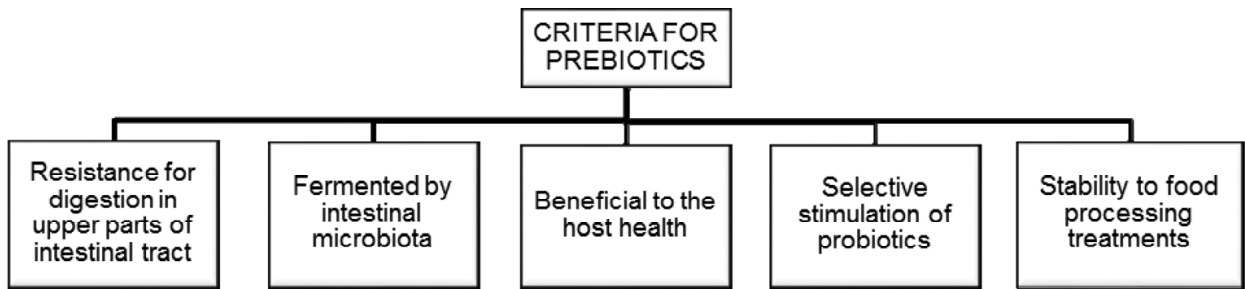 CRITERIA FOR
PREBIOTICS
Resistance for
digestion in
upper parts of
intestinal tract
Fermented by
intestinal
microbiota
Beneficial to the
host health
Selective
stimulation of
probiotics
Stability to food
processing
treatments